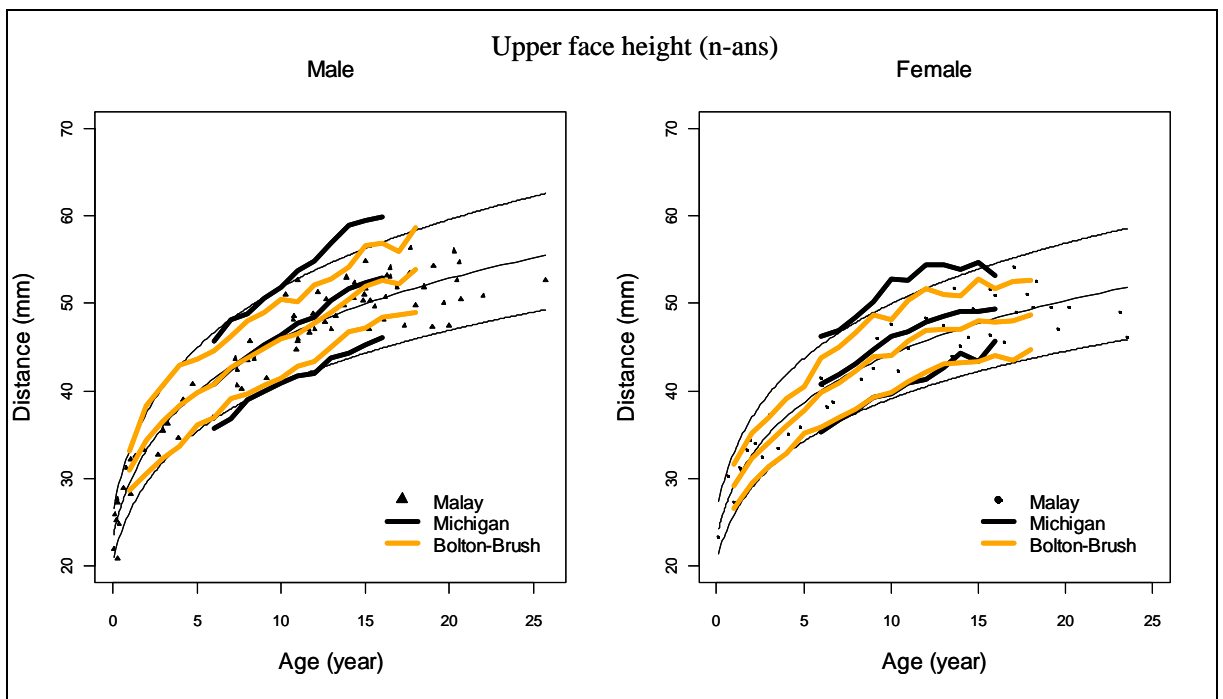 Upper face height (n-ans)
Male
Distance (mm)
70
60
50
40
30
20
0 5 10 15 20 25
Age (year)
Malay
Michigan
Bolton-Brush
Female
Distance (mm)
70
60
50
40
30
20
0 5 10 15 20 25
Age (year)
Malay
Michigan
Bolton-Brush